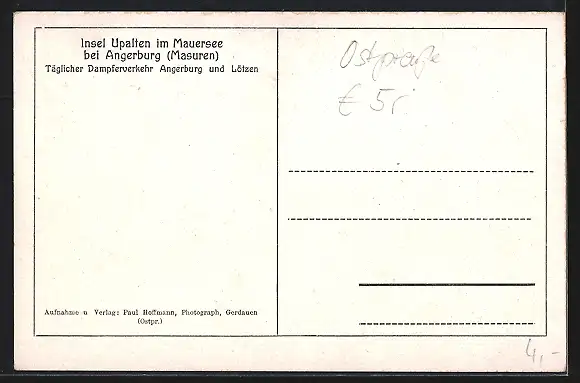 Insel Upalten im Mauersee
bei Angerburg (Masuren)
Täglicher Dampferverkehr Angerburg und Lötzen
€ 5,-
Aufnahme u Verlag: Paul Hoffmann, Photograph, Gerdauen
(Ostpr.)
4,-